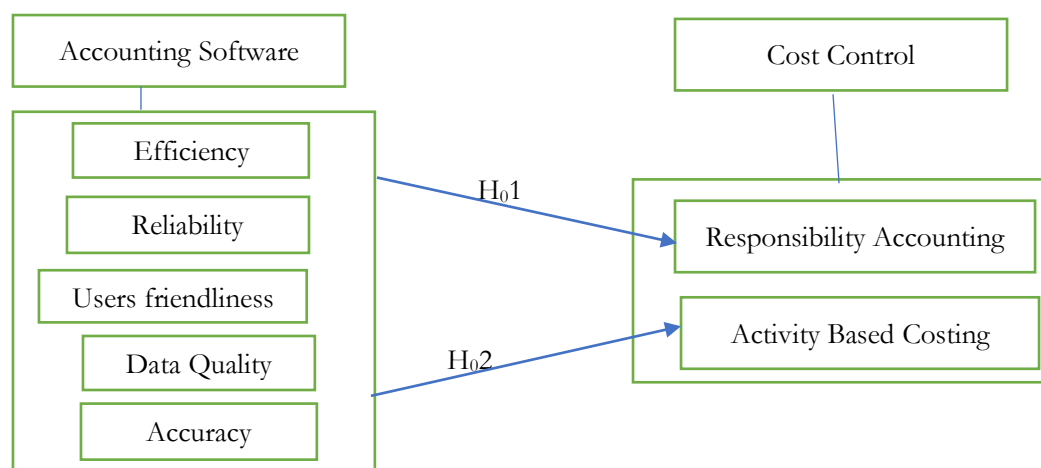 Accounting Software
Cost Control
Efficiency
Reliability
Users friendliness
Data Quality
Accuracy
H₀1
H₀2
Responsibility Accounting
Activity Based Costing